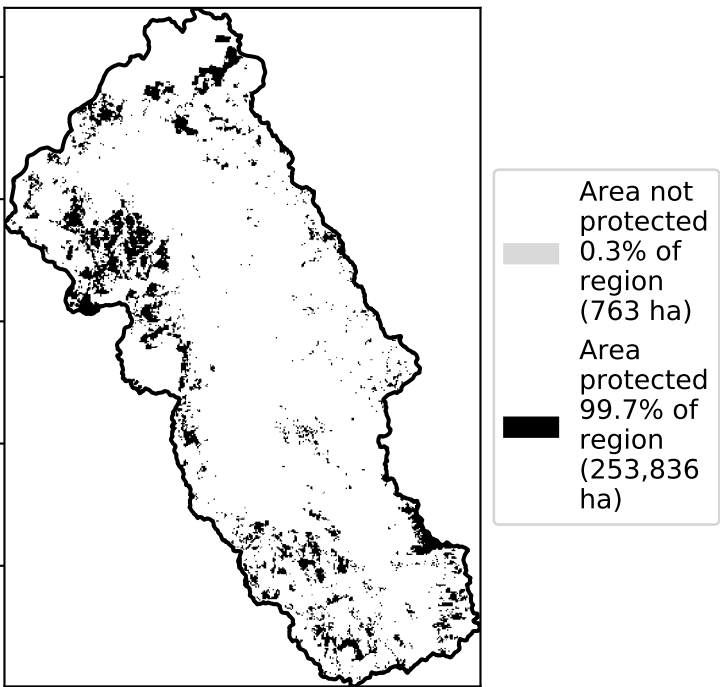 Area not
protected
0.3% of
region
(763 ha)
Area
protected
99.7% of
region
(253,836
ha)